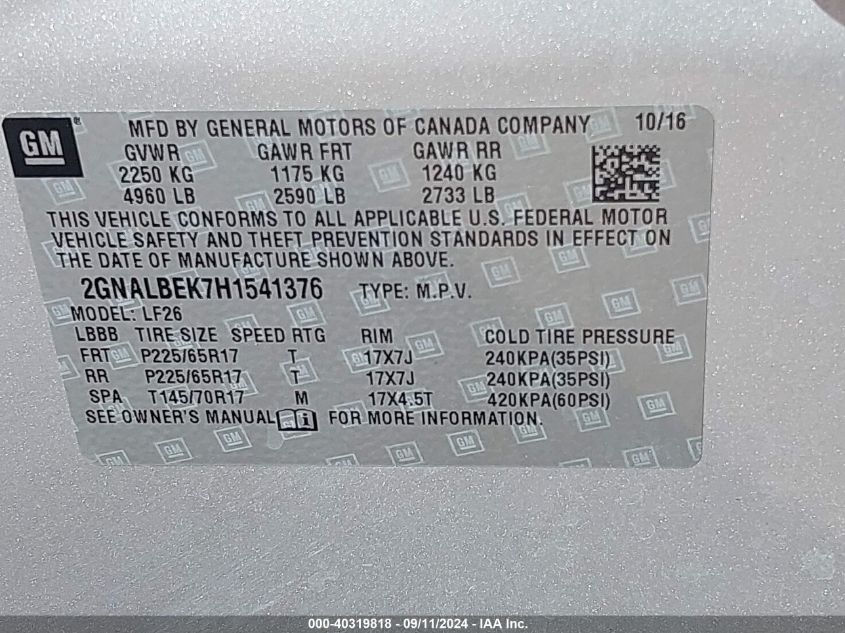 GM ® MFD BY GENERAL MOTORS OF CANADA COMPANY 10/16
GVWR GAWR FRT GAWR RR
2250 KG 1175 KG 1240 KG
4960 LB 2590 LB 2733 LB
THIS VEHICLE CONFORMS TO ALL APPLICABLE U.S. FEDERAL MOTOR
VEHICLE SAFETY AND THEFT PREVENTION STANDARDS IN EFFECT ON
THE DATE OF MANUFACTURE SHOWN ABOVE.
2GNALBEK7H1541376 TYPE: M.P.V.
MODEL: LF26
LBBB TIRE SIZE SPEED RTG RIM COLD TIRE PRESSURE
FRT P225/65R17 T 17X7J 240KPA(35PSI)
RR P225/65R17 T 17X7J 240KPA(35PSI)
SPA T145/70R17 M 17X4.5T 420KPA(60PSI)
SEE OWNER'S MANUAL i FOR MORE INFORMATION.
000-40319818 - 09/11/2024 - IAA Inc.